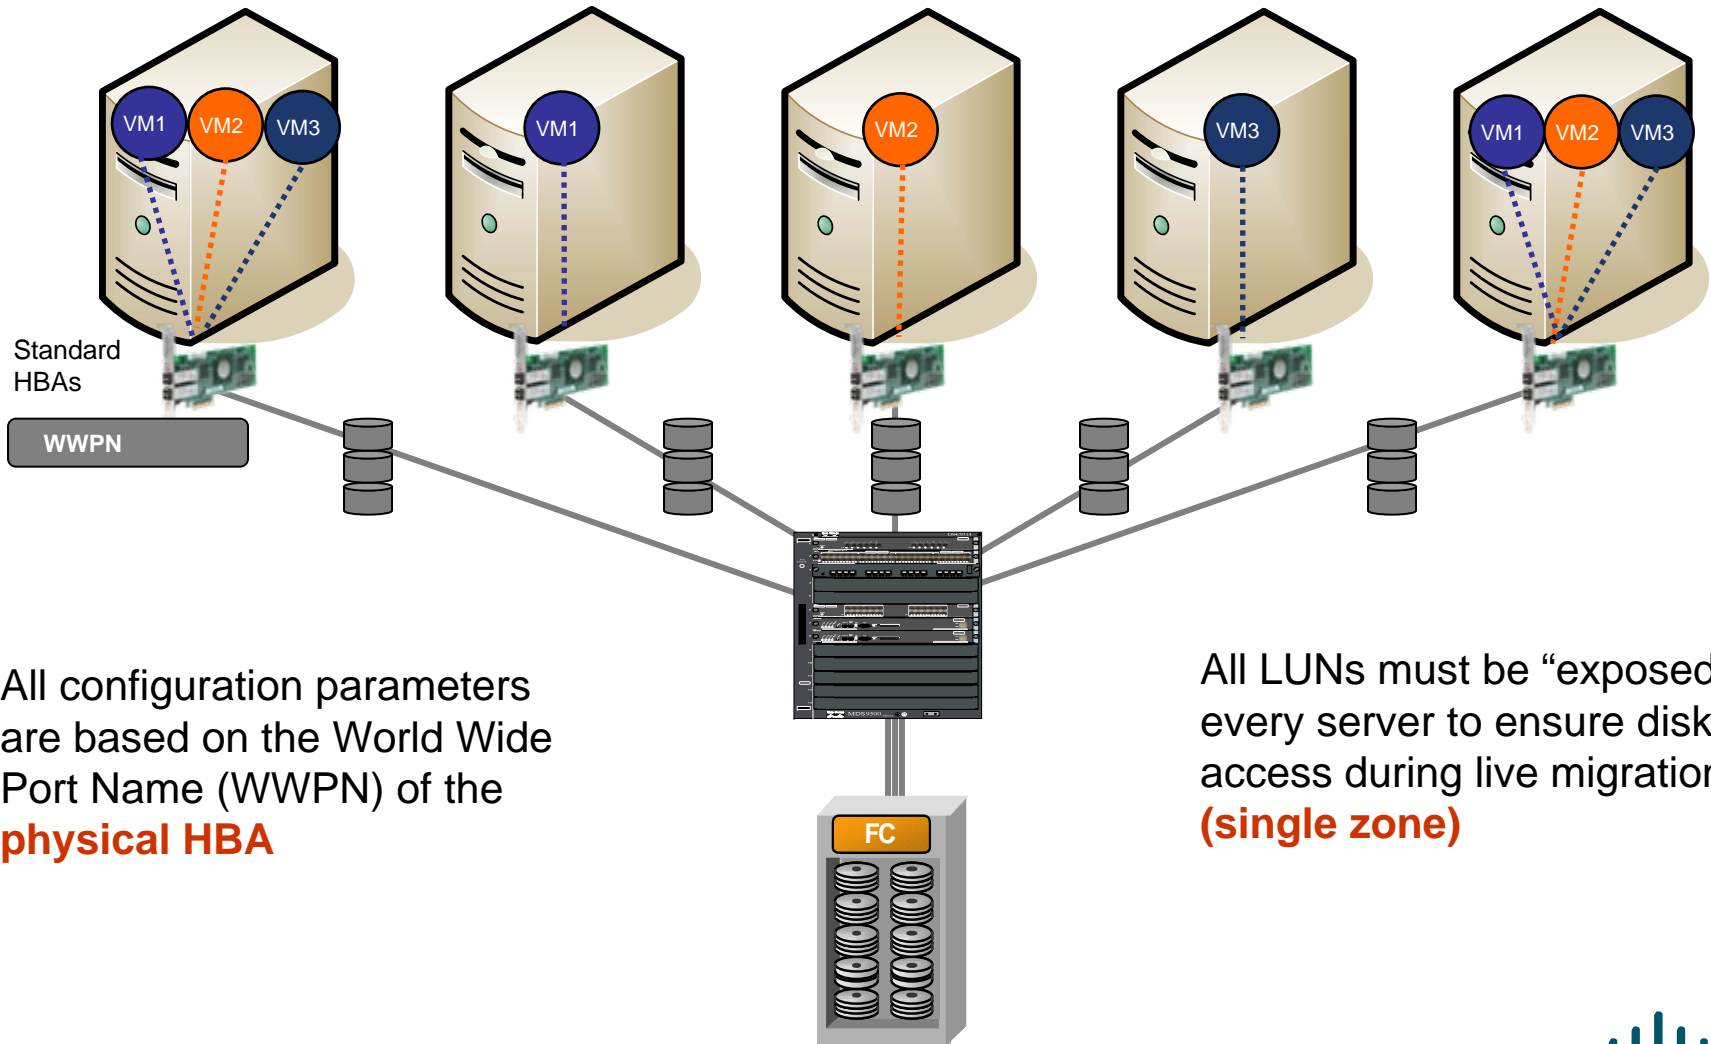 VM1 VM2 VM3
VM1
VM2
VM3
VM1 VM2 VM3
Standard
HBAs
WWPN
MDS9500
All configuration parameters
are based on the World Wide
Port Name (WWPN) of the
physical HBA
All LUNs must be “exposed
every server to ensure disk
access during live migration
(single zone)
FC